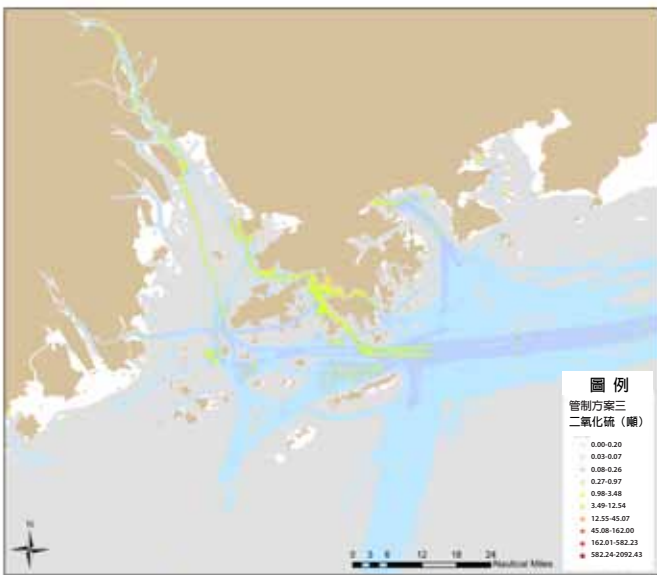 圖 例
管制方案三
二氧化硫（噸）
0.00-0.20
0.03-0.07
0.08-0.26
0.27-0.97
0.98-3.48
3.49-12.54
12.55-45.07
45.08-162.00
162.01-582.23
582.24-2092.43
N
0 3 6 12 18 24
Nautical Miles